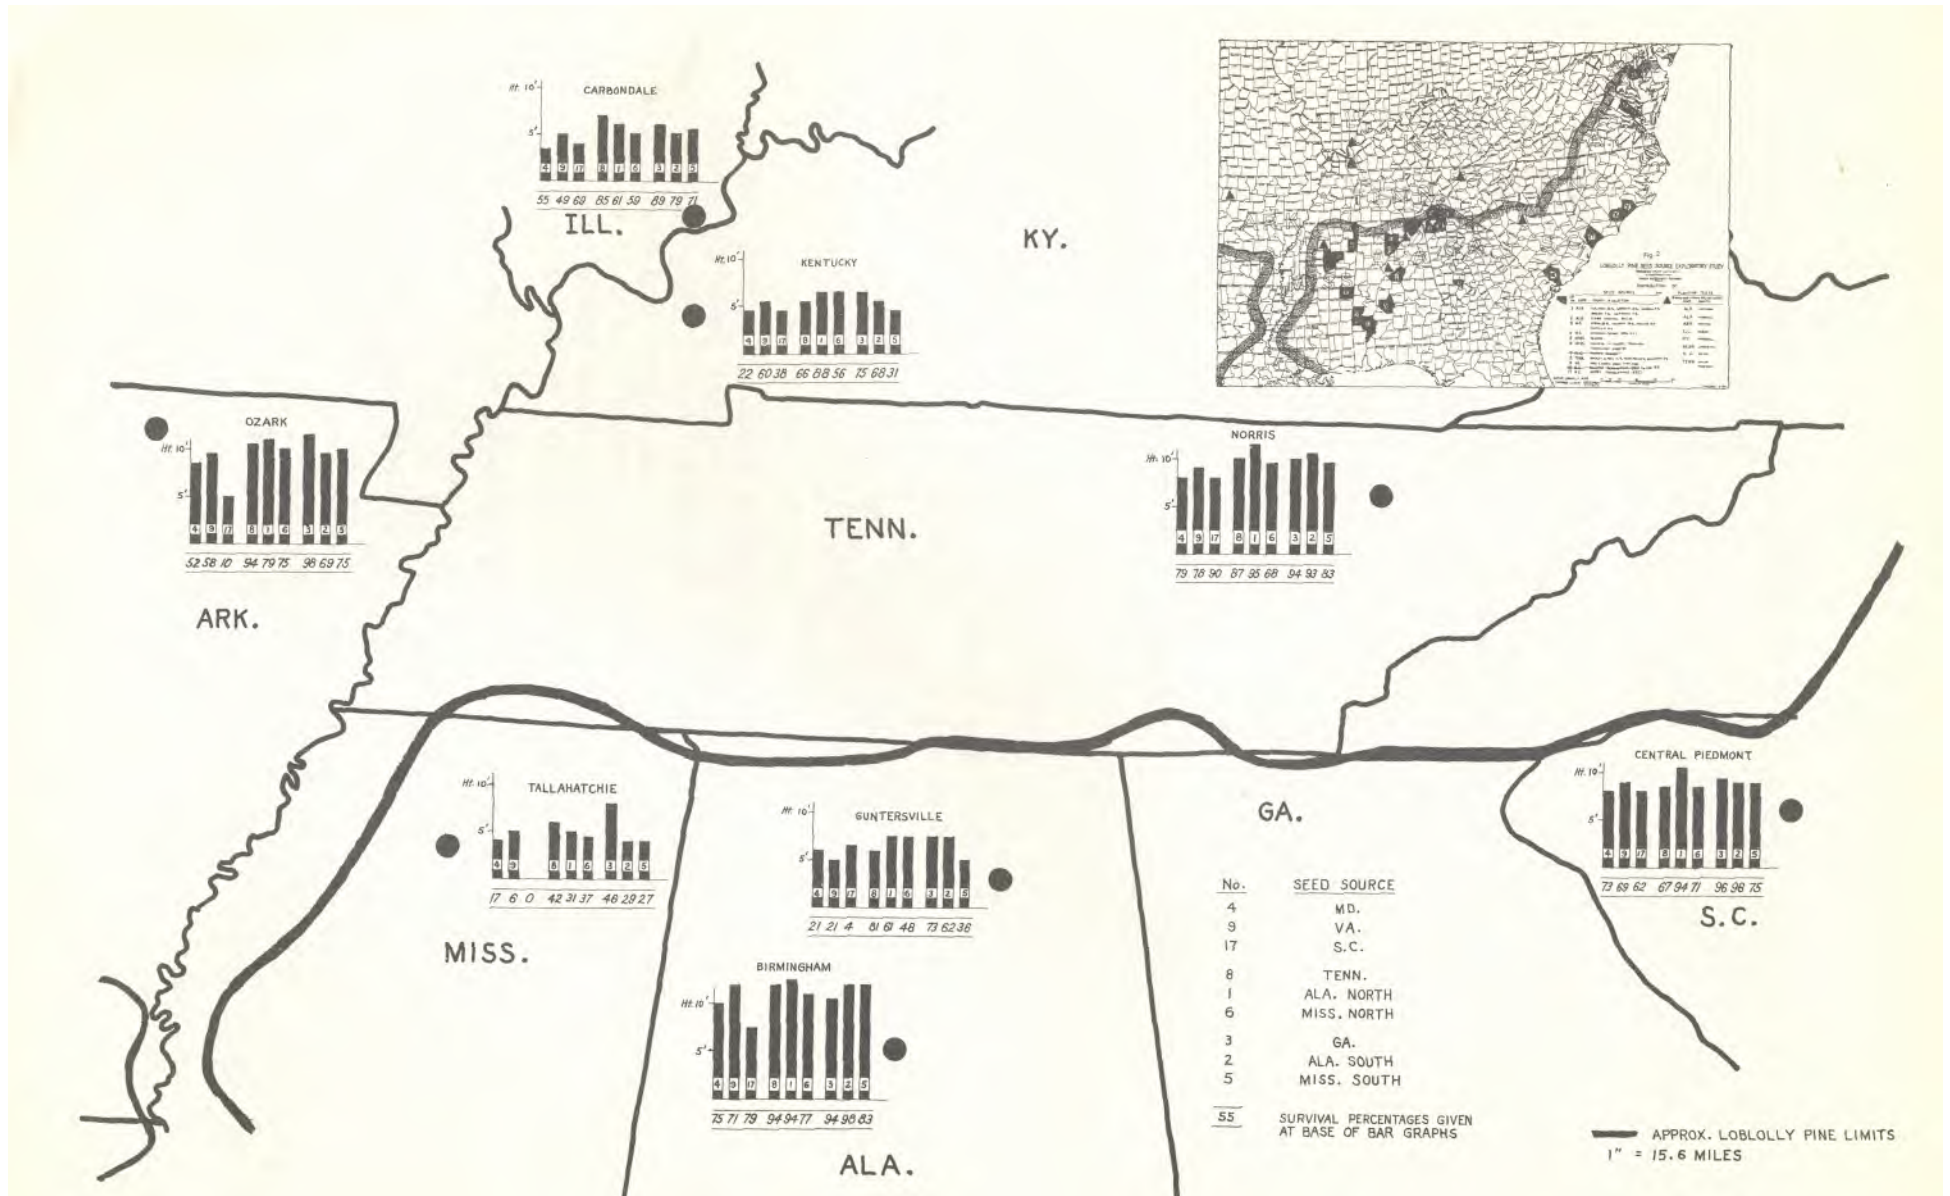 CARBONDALE
Ht. 10'
5'
4 9 17 8 1 6 3 2 5
55 49 69 85 61 59 89 79 71
ILL.
KY.
KENTUCKY
Ht. 10'
5'
4 9 17 8 1 6 3 2 5
22 60 38 66 88 56 75 68 31
Fig. 2
LOBLOLLY PINE SEED SOURCE EXPLORATORY STUDY
OZARK
Ht. 10'
5'
4 9 17 8 1 6 3 2 5
52 58 10 94 79 75 98 69 75
ARK.
TENN.
NORRIS
Ht. 10'
5'
4 9 17 8 1 6 3 2 5
79 78 90 87 95 68 94 93 83
TALLAHATCHIE
Ht. 10'
5'
4 9 8 1 6 3 2 5
17 6 0 42 31 37 46 29 27
MISS.
GUNTERSVILLE
Ht. 10'
5'
4 9 17 8 1 6 3 2 5
21 21 4 81 61 48 73 62 36
GA.
CENTRAL PIEDMONT
Ht. 10'
5'
4 9 17 8 1 6 3 2 5
73 69 62 67 94 71 96 98 75
S.C.
BIRMINGHAM
Ht. 10'
5'
4 9 17 8 1 6 3 2 5
75 71 79 94 94 77 94 98 83
ALA.
No. SEED SOURCE
4 MD.
9 VA.
17 S.C.
8 TENN.
1 ALA. NORTH
6 MISS. NORTH
3 GA.
2 ALA. SOUTH
5 MISS. SOUTH
55 SURVIVAL PERCENTAGES GIVEN
AT BASE OF BAR GRAPHS
APPROX. LOBLOLLY PINE LIMITS
1" = 15.6 MILES